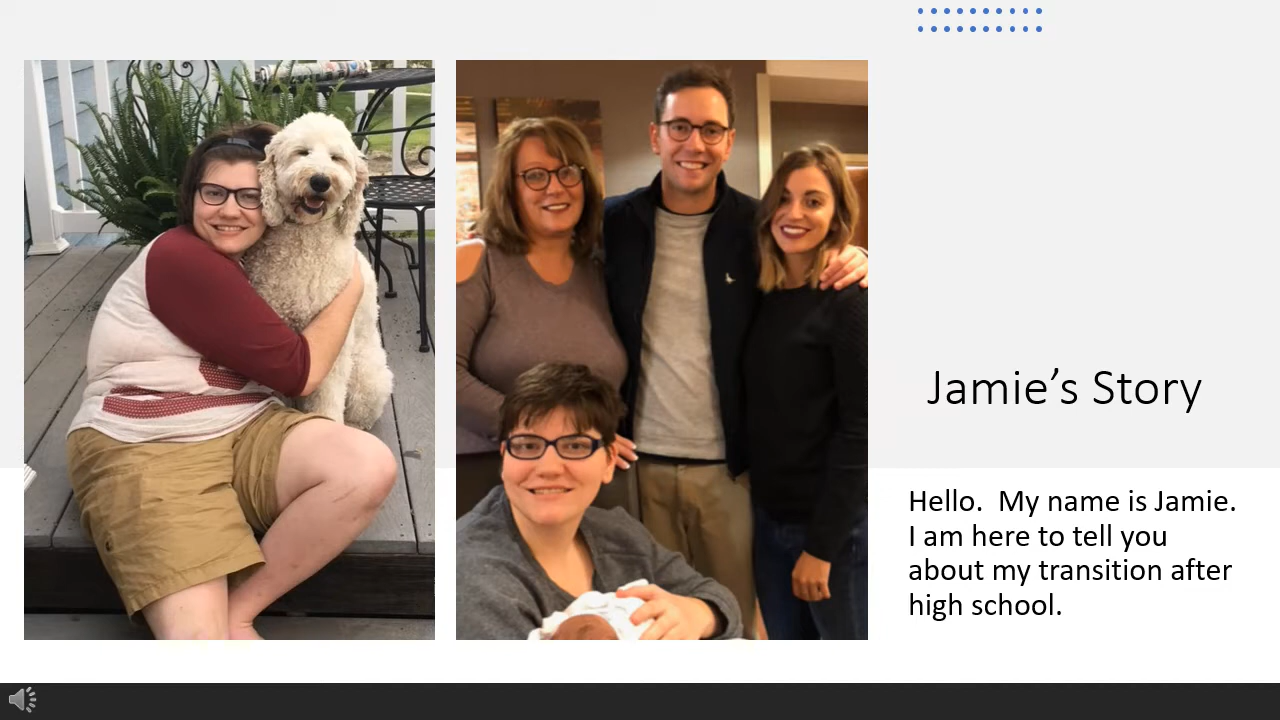 Jamie’s Story
Hello.  My name is Jamie.
I am here to tell you
about my transition after
high school.